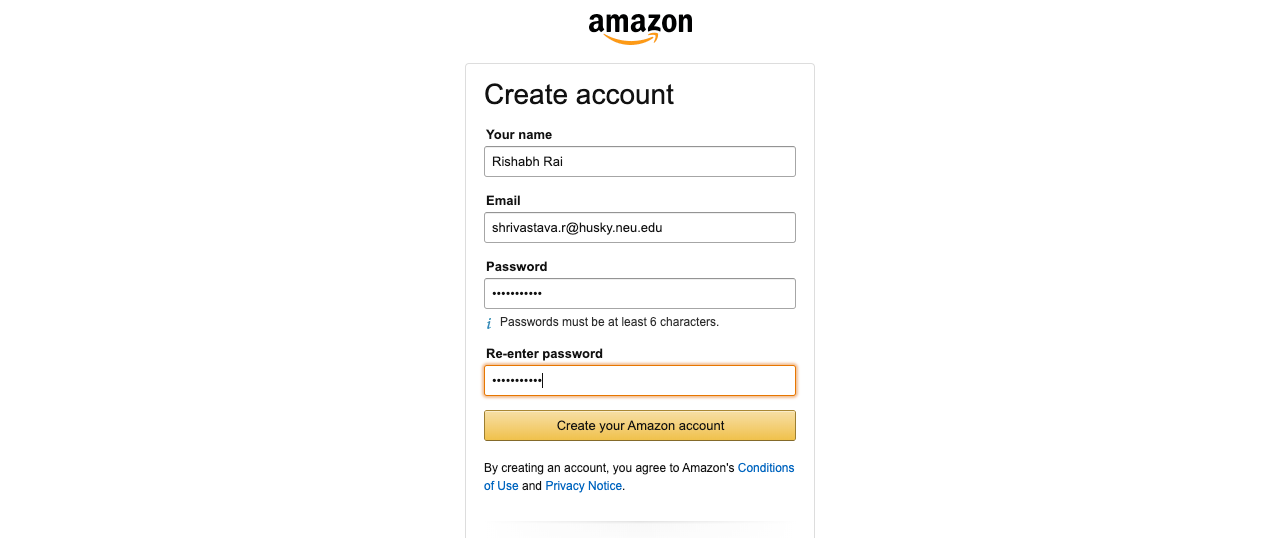 amazon
Create account
Your name
Rishabh Rai
Email
shrivastava.r@husky.neu.edu
Password
•••••••••••
i Passwords must be at least 6 characters.
Re-enter password
•••••••••••
Create your Amazon account
By creating an account, you agree to Amazon's Conditions
of Use and Privacy Notice.